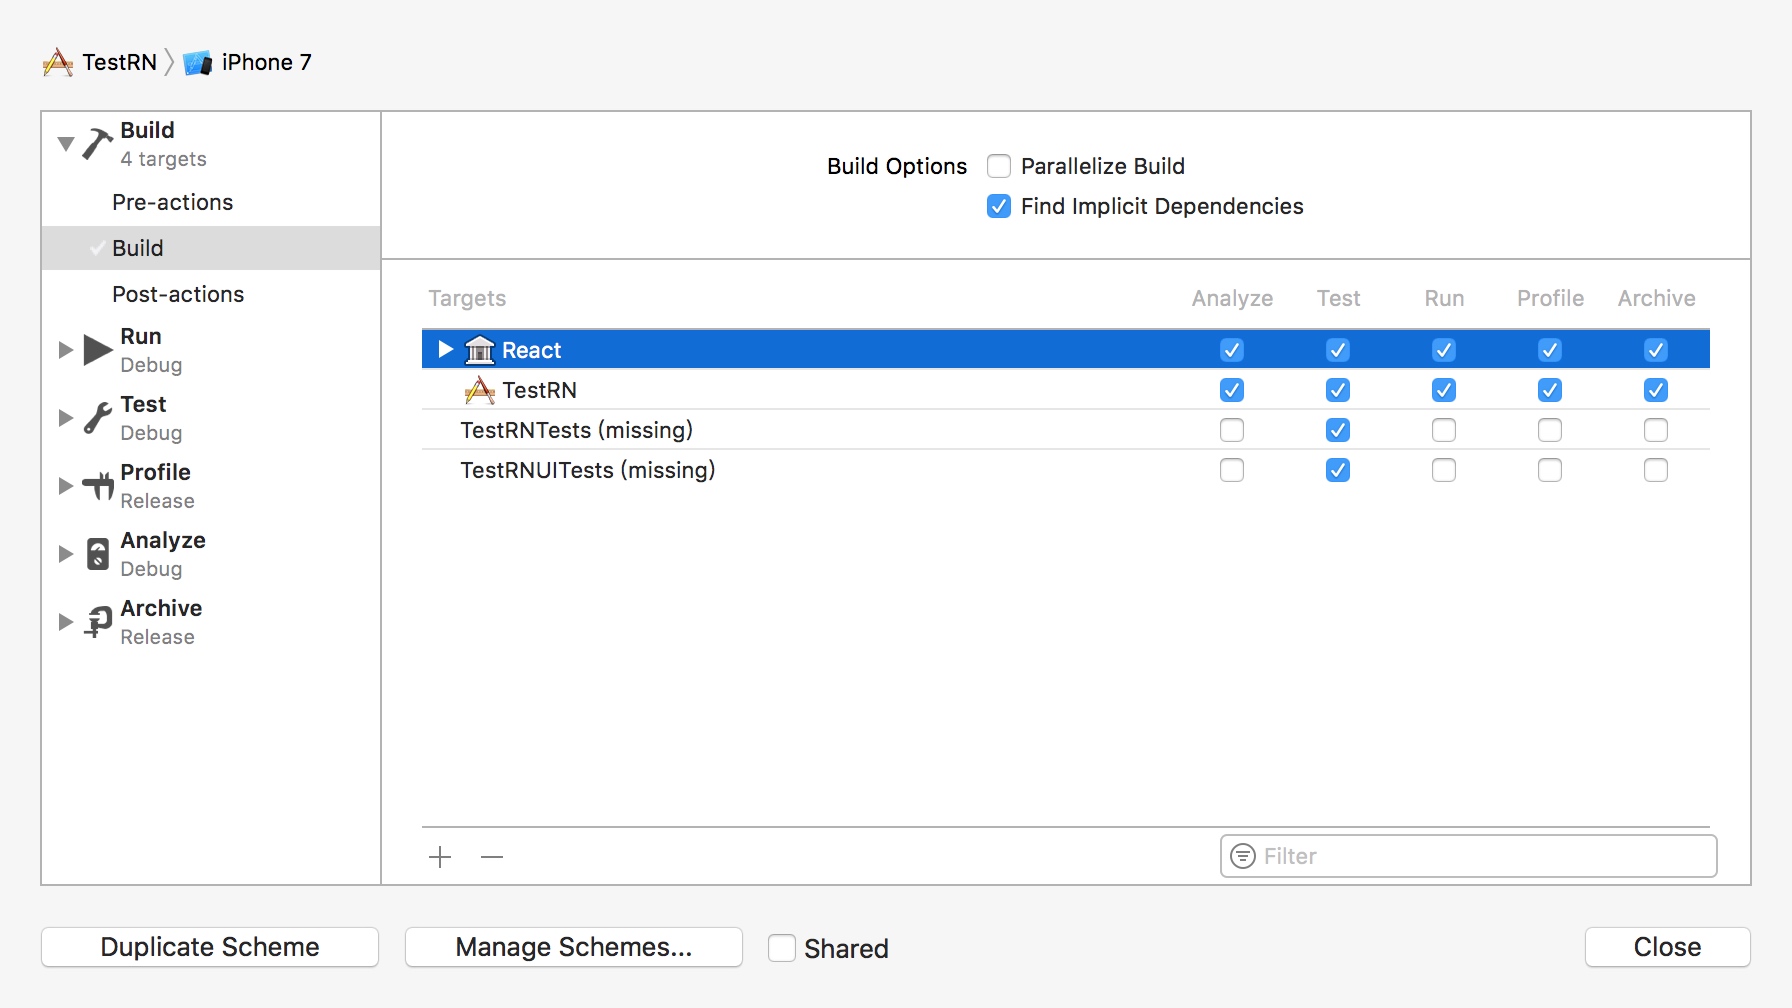 TestRN
iPhone 7
Build
4 targets
Pre-actions
Build
Post-actions
Run
Debug
Test
Debug
Profile
Release
Analyze
Debug
Archive
Release
Build Options
Parallelize Build
Find Implicit Dependencies
Targets Analyze Test Run Profile Archive
React
TestRN
TestRNTests (missing)
TestRNUITests (missing)
Filter
Duplicate Scheme
Manage Schemes...
Shared
Close